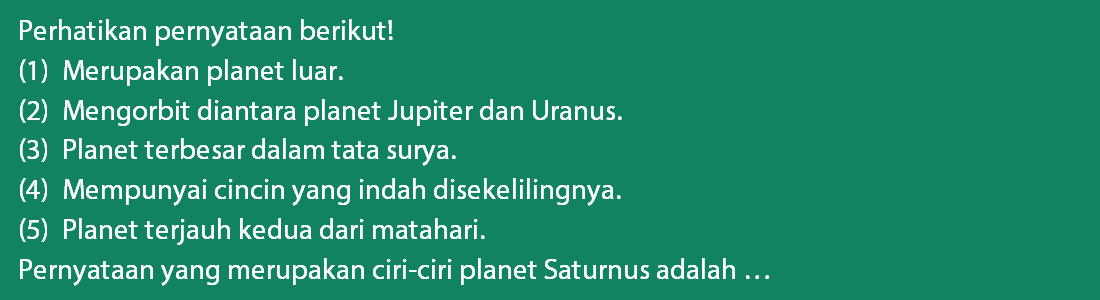 Perhatikan pernyataan berikut!
(1) Merupakan planet luar.
(2) Mengorbit diantara planet Jupiter dan Uranus.
(3) Planet terbesar dalam tata surya.
(4) Mempunyai cincin yang indah disekelilingnya.
(5) Planet terjauh kedua dari matahari.
Pernyataan yang merupakan ciri-ciri planet Saturnus adalah …